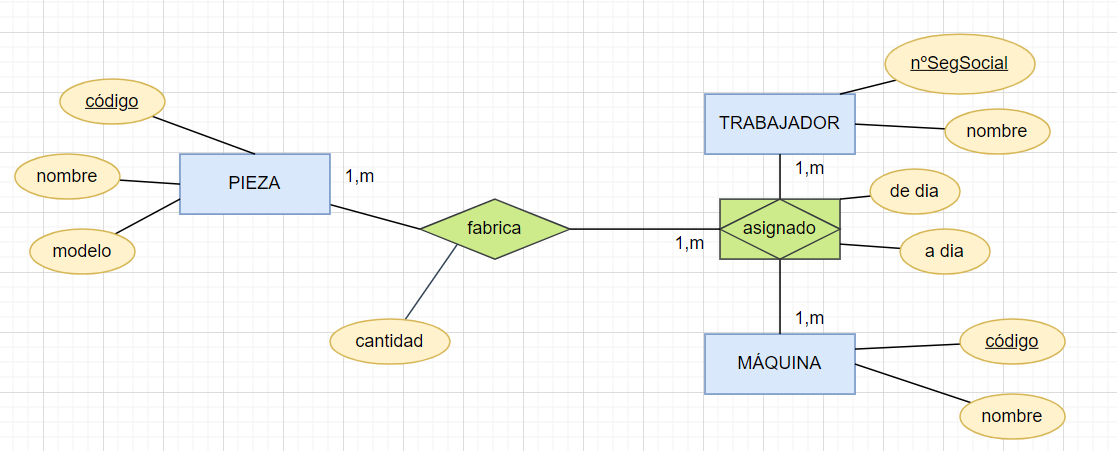 nºSegSocial
código
TRABAJADOR
nombre
nombre
PIEZA
1,m
1,m
de dia
fabrica
asignado
1,m
modelo
a dia
1,m
cantidad
código
MÁQUINA
nombre